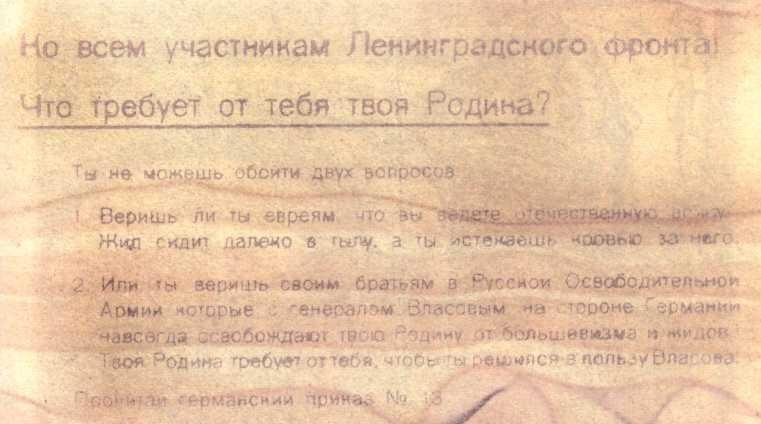 Ко всем участникам Ленинградского фронта!
Что требует от тебя твоя Родина?
Ты не можешь обойти двух вопросов
1. Веришь ли ты евреям, что вы ведете отечественную войну.
Жид сидит далеко в тылу, а ты истекаешь кровью за него.
2. Или ты веришь своим братьям в Русской Освободительной
Армии которые с генералом Власовым на стороне Германии
навсегда освобождают твою Родину от большевизма и жидов.
Твоя Родина требует от тебя, чтобы ты решился в пользу Власова.
Прочитай германский приказ № 13